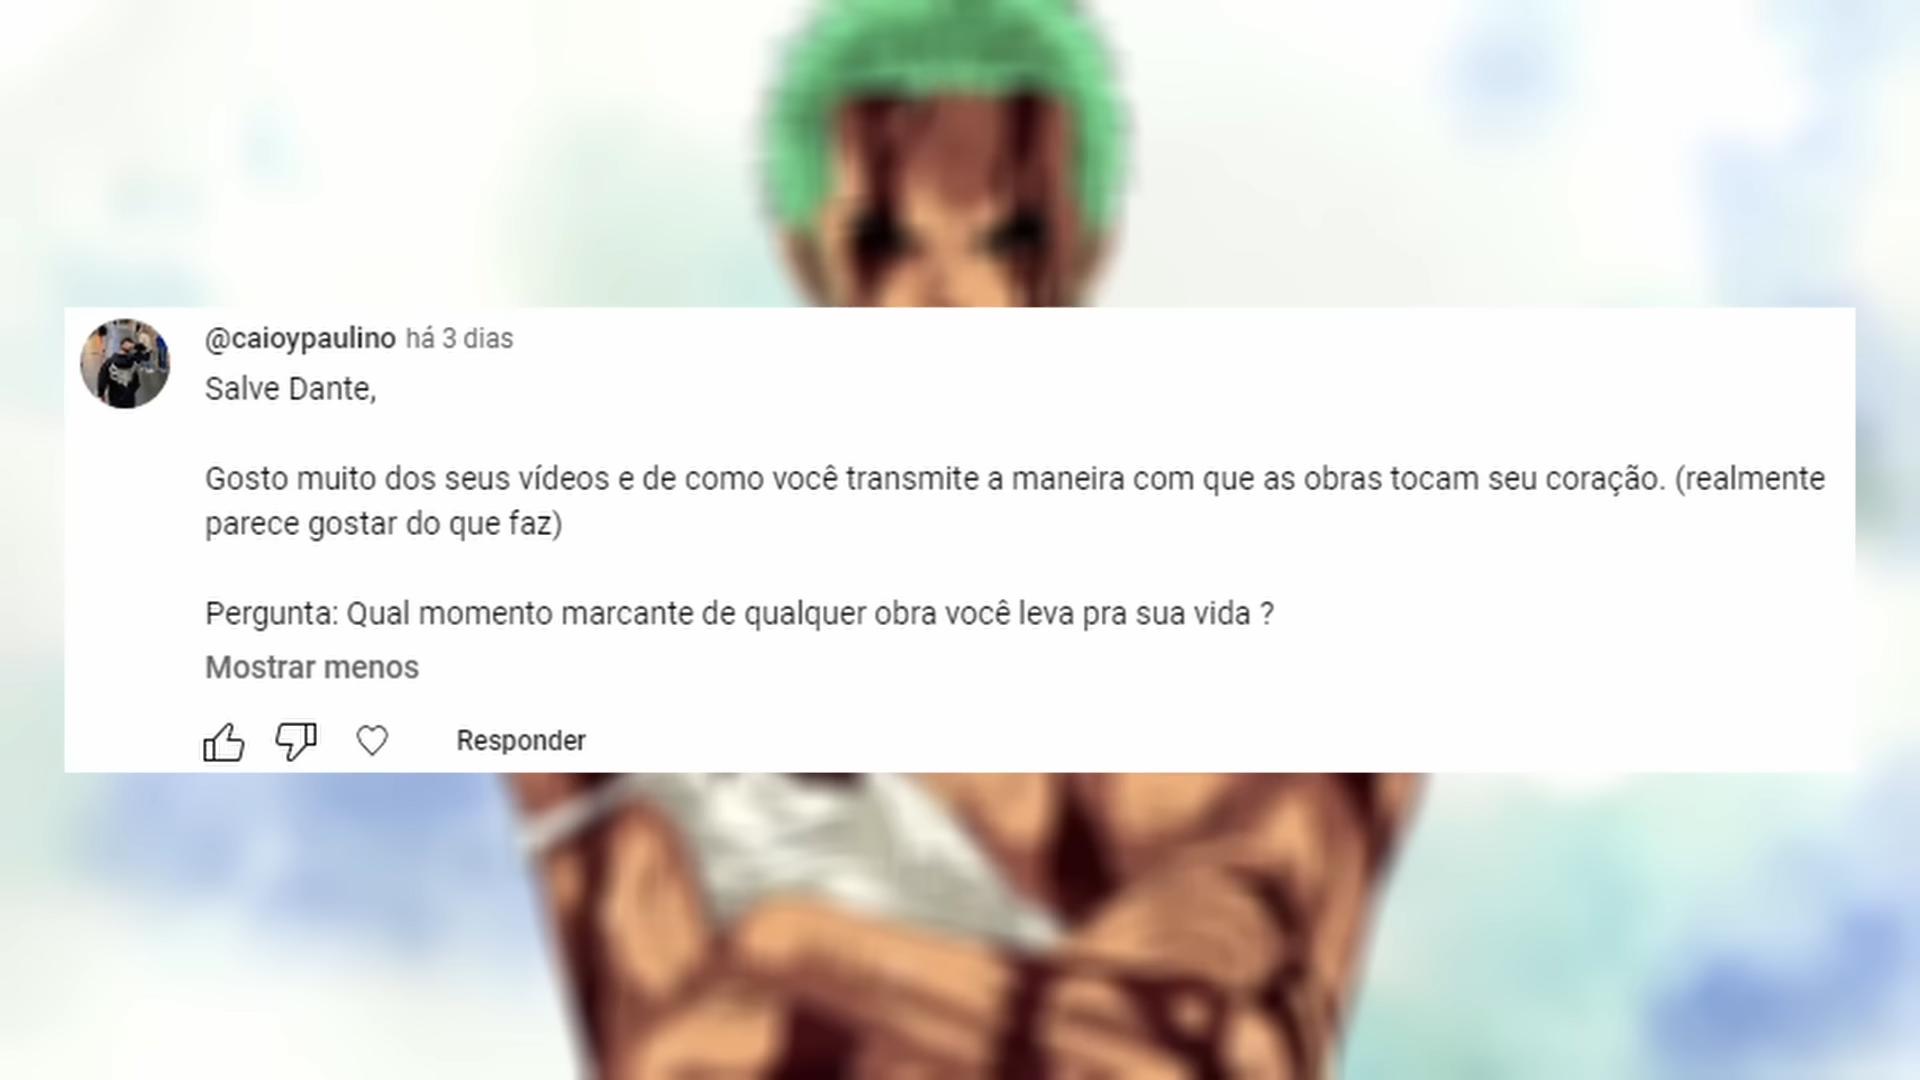 @caioypaulino há 3 dias
Salve Dante,
Gosto muito dos seus vídeos e de como você transmite a maneira com que as obras tocam seu coração. (realmente
parece gostar do que faz)
Pergunta: Qual momento marcante de qualquer obra você leva pra sua vida ?
Mostrar menos
Responder